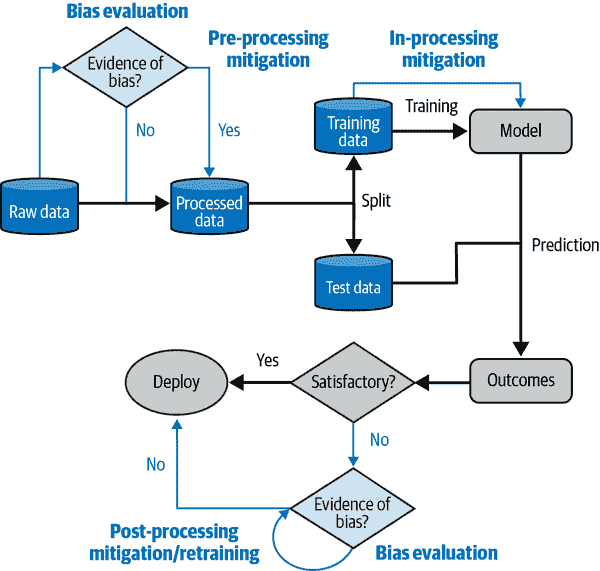 Bias evaluation
Evidence of
bias?
Pre-processing
mitigation
In-processing
mitigation
No
Yes
Raw data
Processed
data
Training
data
Training
Model
Split
Test data
Prediction
Deploy
Yes
Satisfactory?
Outcomes
No
No
Evidence of
bias?
Post-processing
mitigation/retraining
Bias evaluation